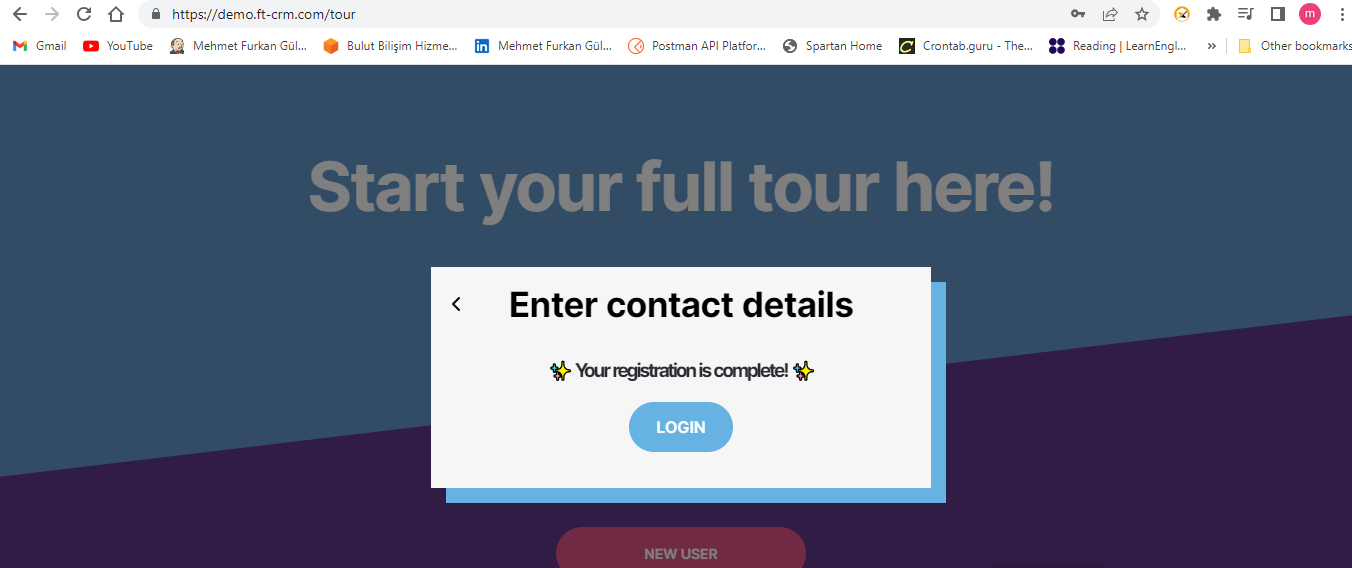 https://demo.ft-crm.com/tour
m
Gmail
YouTube
Mehmet Furkan Gül...
Bulut Bilişim Hizme...
Mehmet Furkan Gül...
Postman API Platfor...
Spartan Home
Crontab.guru - The...
Reading | LearnEngl...
»
Other bookmarks
Start your full tour here!
Enter contact details
✨ Your registration is complete! ✨
LOGIN
NEW USER